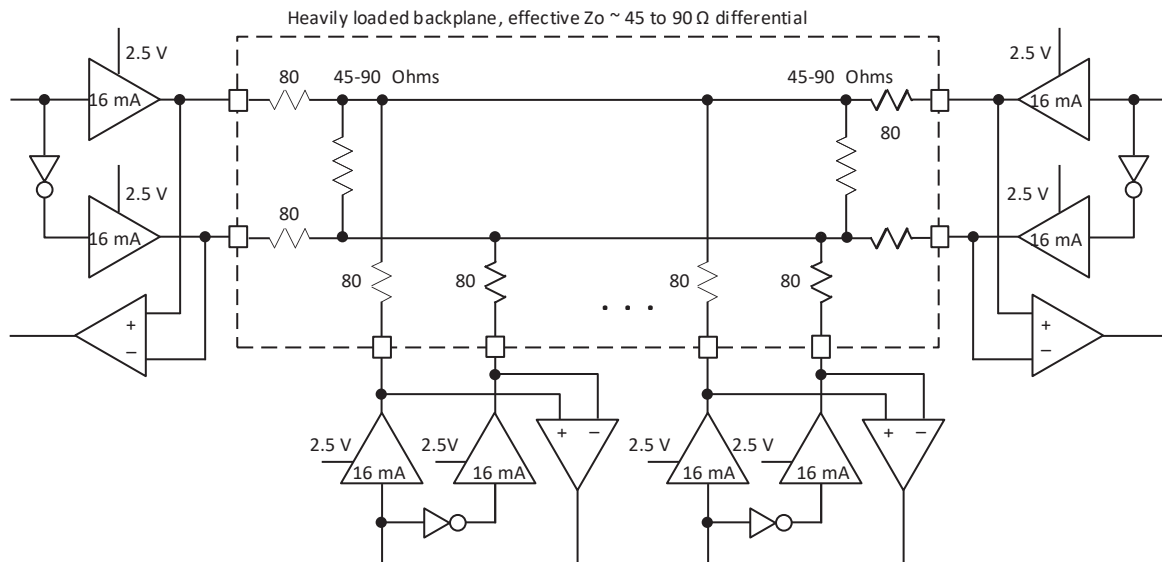 Heavily loaded backplane, effective Zo ~ 45 to 90 Ω differential
2.5 V
2.5 V
80
45-90 Ohms
45-90 Ohms
16 mA
16 mA
80
2.5 V
2.5 V
80
16 mA
16 mA
80
80
80
80
+
−
. . .
+
−
+ −
+ −
2.5 V
2.5 V
2.5 V
2.5 V
16 mA
16 mA
16 mA
16 mA